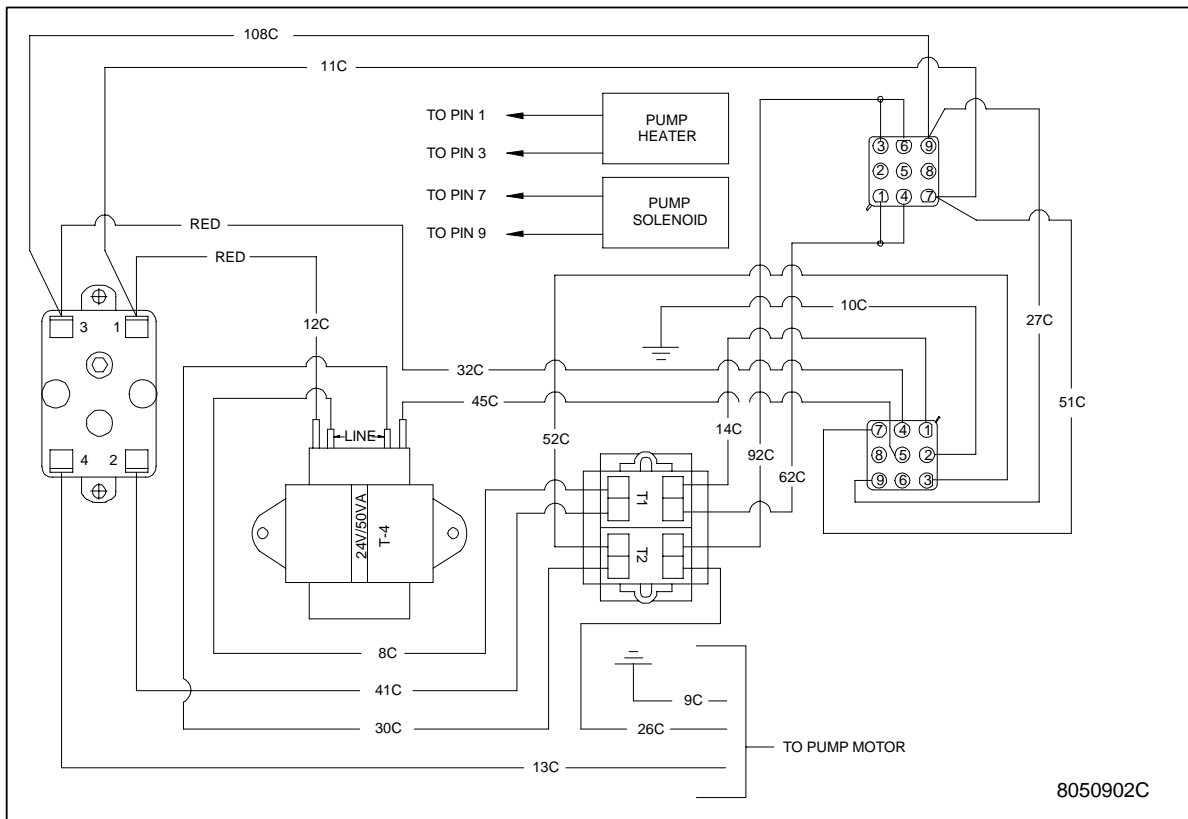 108C
11C
TO PIN 1
TO PIN 3
PUMP
HEATER
TO PIN 7
TO PIN 9
PUMP
SOLENOID
3 6 9
2 5 8
1 4 7
RED
RED
12C
3 1
4 2
10C
27C
32C
45C
51C
LINE
52C
14C
92C
62C
7 4 1
8 5 2
9 6 3
24V/50VA
T-4
T1
T2
8C
41C
30C
13C
9C
26C
TO PUMP MOTOR
8050902C